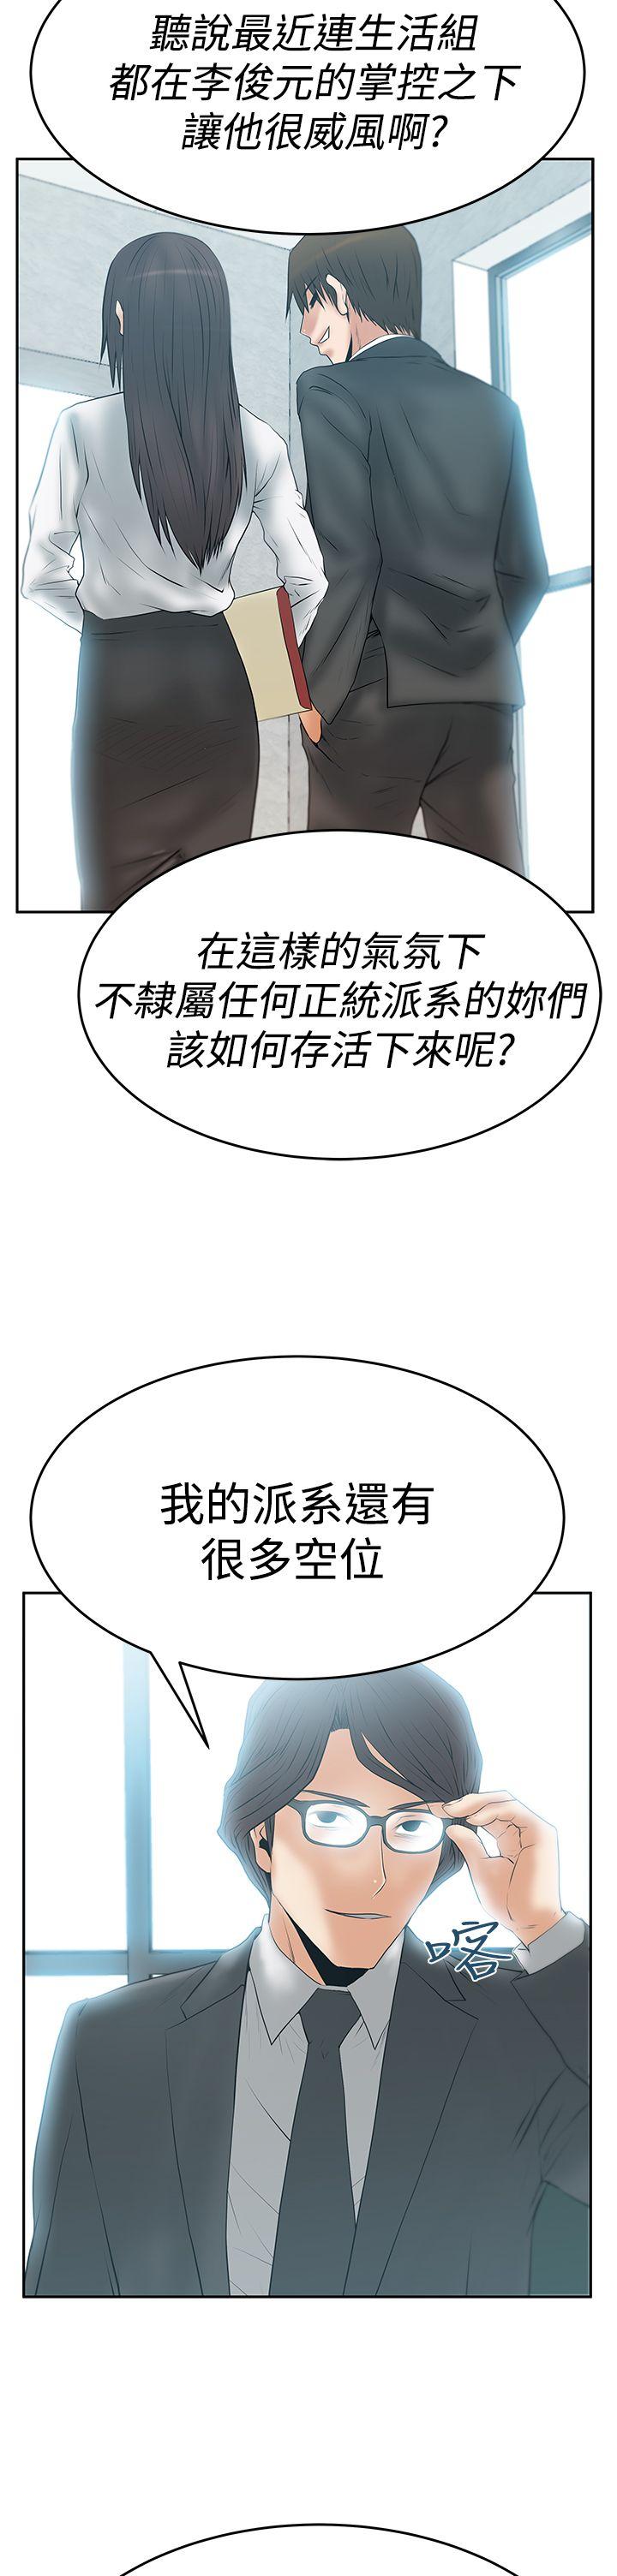 聽說最近連生活組
都在李俊元的掌控之下
讓他很威風啊?
在這樣的氣氛下
不隸屬任何正統派系的妳們
該如何存活下來呢?
我的派系還有
很多空位
喀